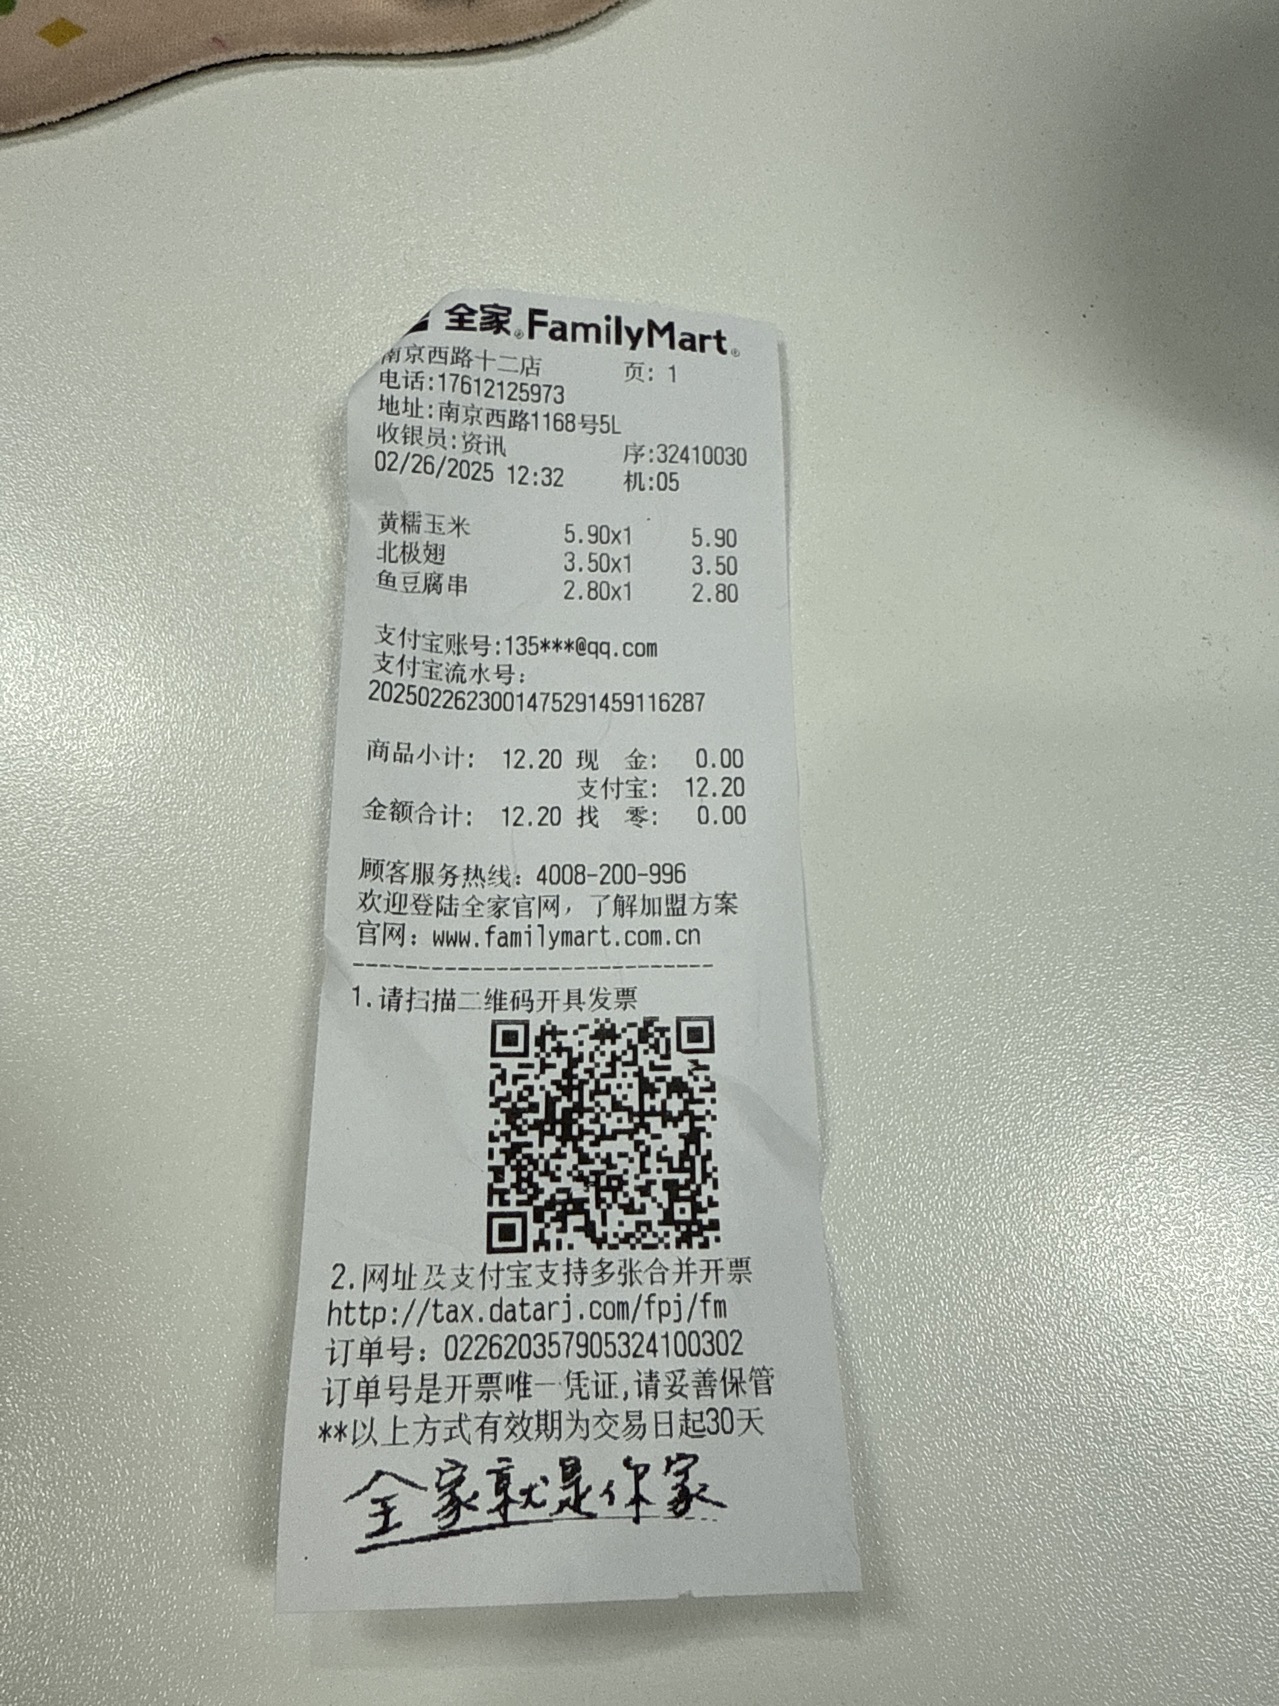 全家 FamilyMart
南京西路十二店 页: 1
电话:17612125973
地址:南京西路1168号5L
收银员:资讯 序:32410030
02/26/2025 12:32 机:05
黄糯玉米 5.90x1 5.90
北极翅 3.50x1 3.50
鱼豆腐串 2.80x1 2.80
支付宝账号:135***@qq.com
支付宝流水号:
2025022623001475291459116287
商品小计: 12.20 现 金: 0.00
支付宝: 12.20
金额合计: 12.20 找 零: 0.00
顾客服务热线: 4008-200-996
欢迎登陆全家官网，了解加盟方案
官网: www.familymart.com.cn
1.请扫描二维码开具发票
2.网址及支付宝支持多张合并开票
http://tax.datarj.com/fpj/fm
订单号: 0226203579053241003​02
订单号是开票唯一凭证,请妥善保管
**以上方式有效期为交易日起30天
全家就是你家